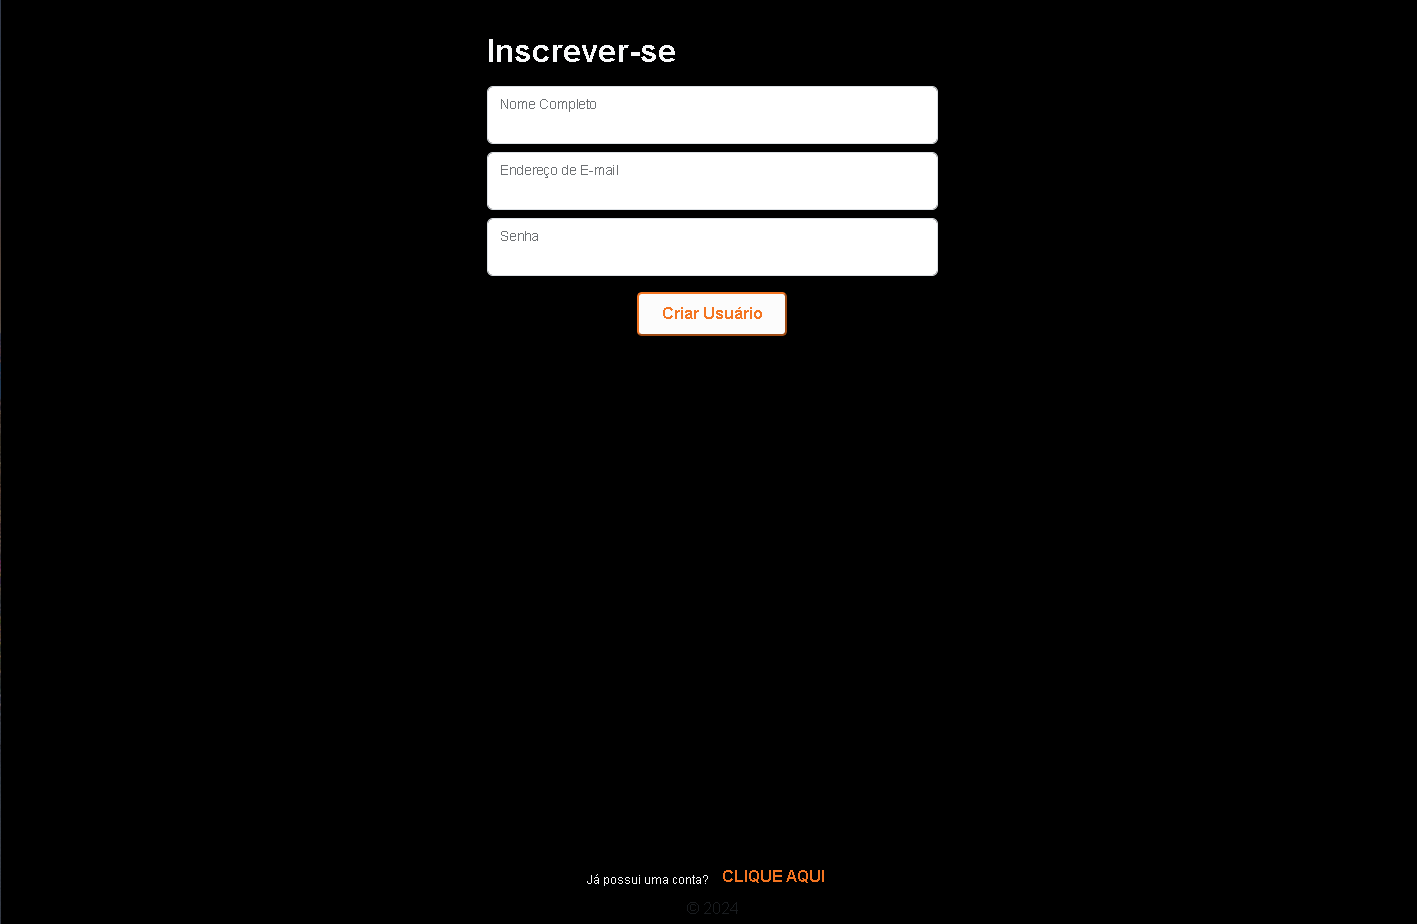 Inscrever-se
Nome Completo
Endereço de E-mail
Senha
Criar Usuário
Já possui uma conta? CLIQUE AQUI
© 2024